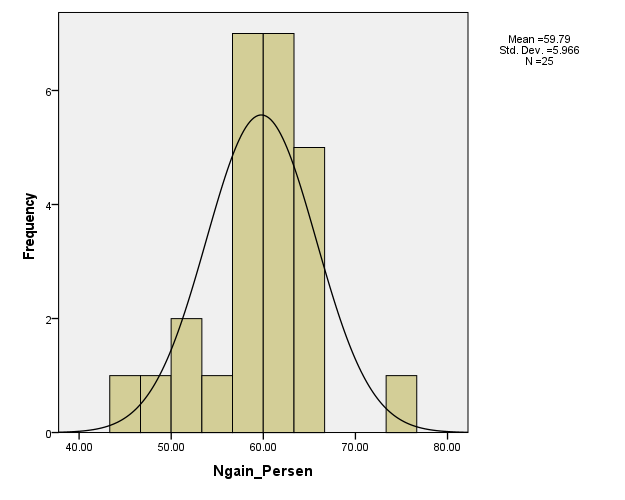 Mean =59.79
Std. Dev. =5.966
N =25
Frequency
6
4
2
0
40.00 50.00 60.00 70.00 80.00
Ngain_Persen